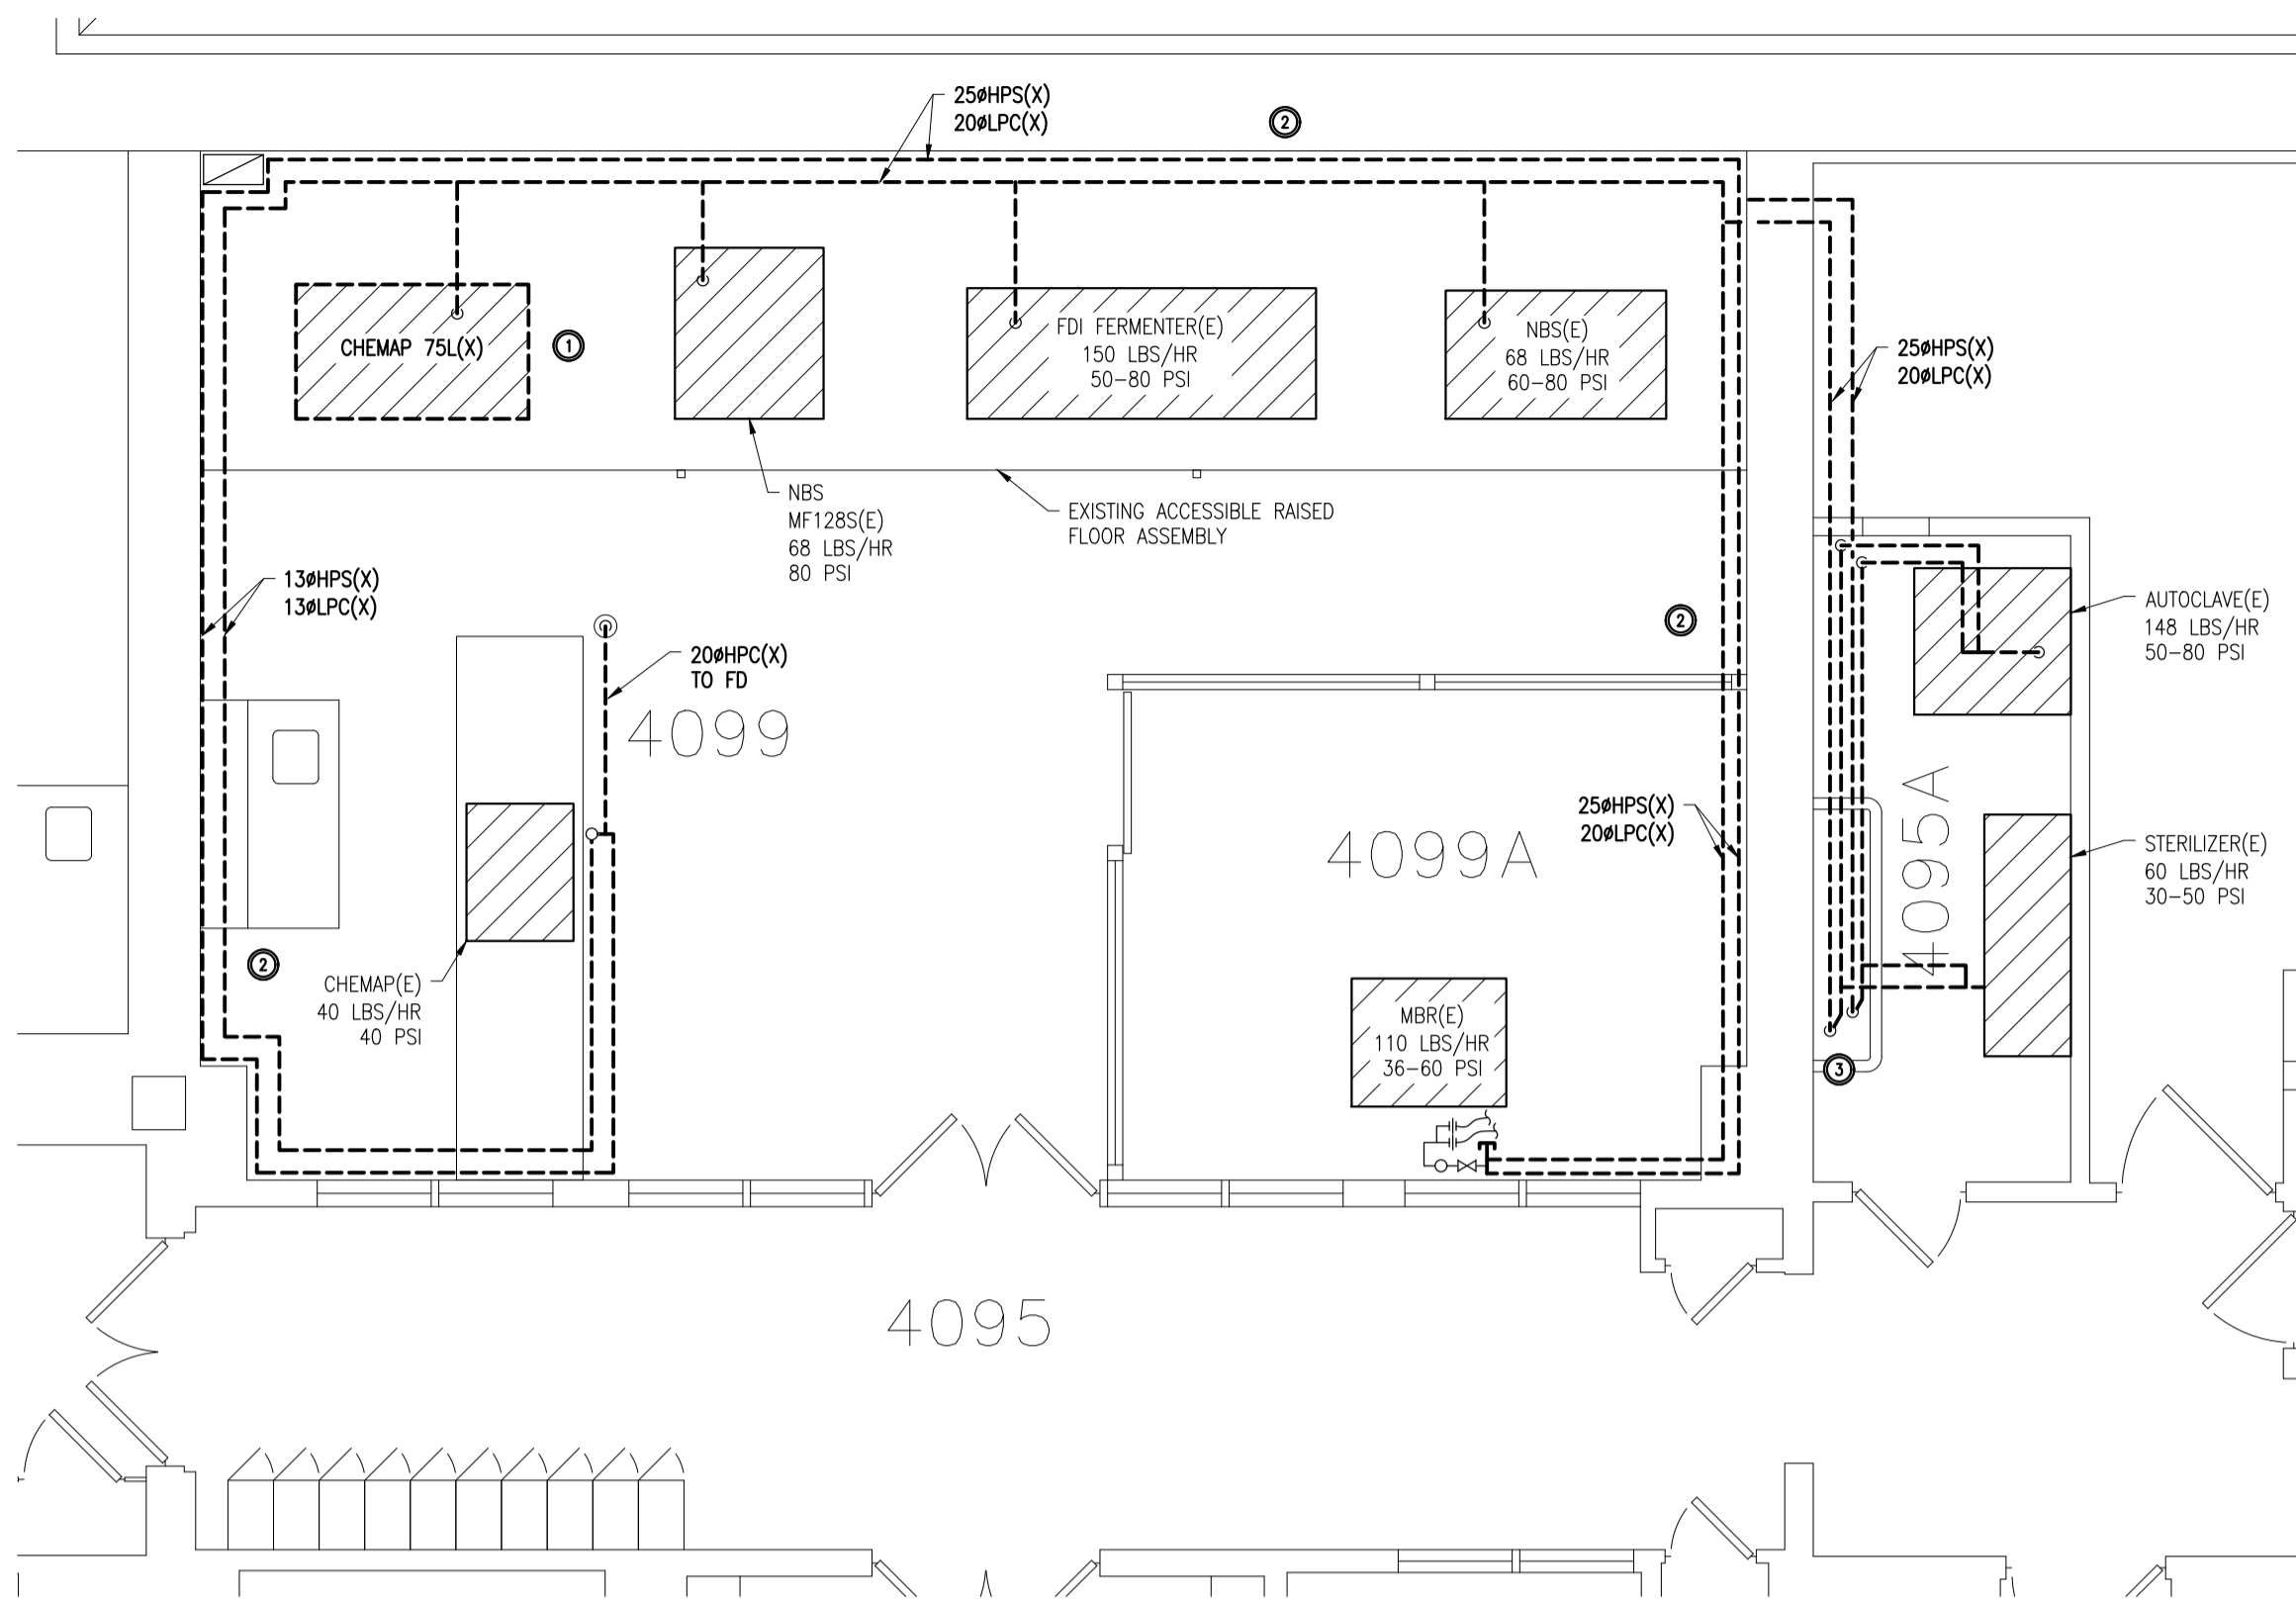 25øHPS(X)
20øLPC(X)
2
CHEMAP 75L(X)
1
FDI FERMENTER(E)
150 LBS/HR
50-80 PSI
NBS(E)
68 LBS/HR
60-80 PSI
25øHPS(X)
20øLPC(X)
NBS
MF128S(E)
68 LBS/HR
80 PSI
EXISTING ACCESSIBLE RAISED
FLOOR ASSEMBLY
13øHPS(X)
13øLPC(X)
20øHPC(X)
TO FD
2
AUTOCLAVE(E)
148 LBS/HR
50-80 PSI
4099
4099A
25øHPS(X)
20øLPC(X)
4095A
STERILIZER(E)
60 LBS/HR
30-50 PSI
2
CHEMAP(E)
40 LBS/HR
40 PSI
MBR(E)
110 LBS/HR
36-60 PSI
3
4095